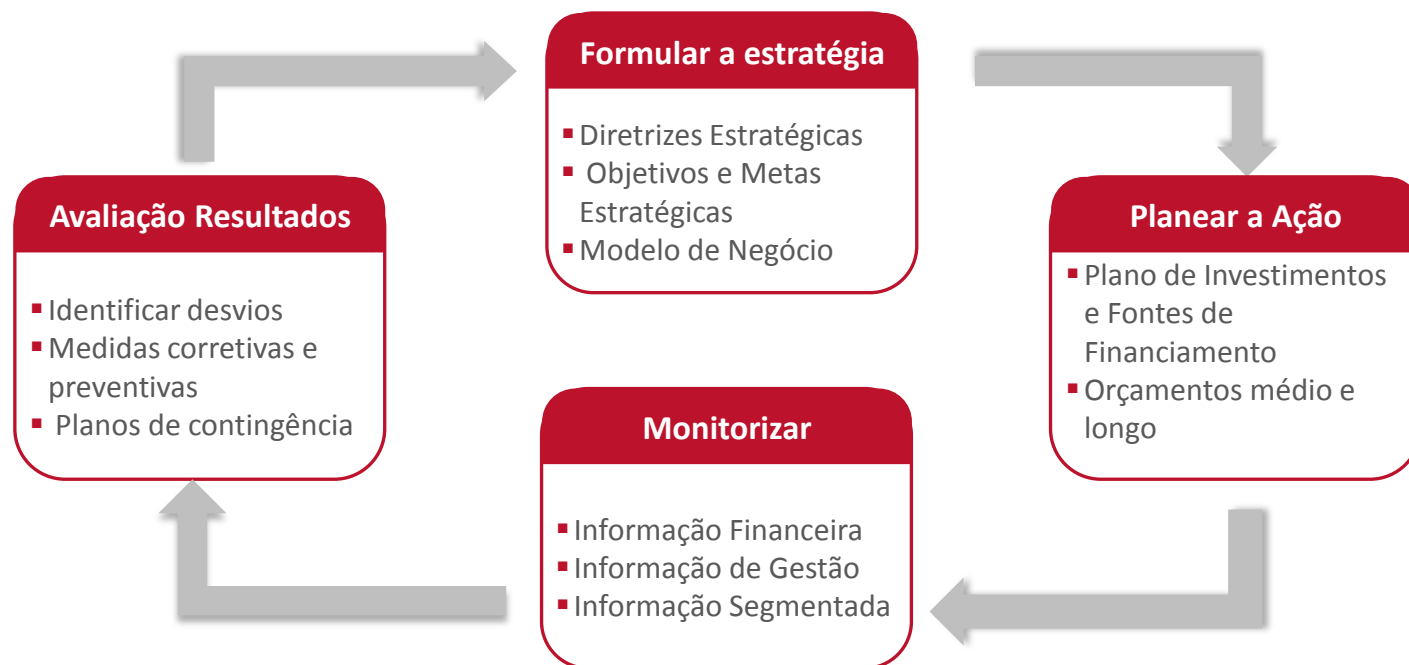 Formular a estratégia
▪ Diretrizes Estratégicas
▪ Objetivos e Metas
Estratégicas
▪ Modelo de Negócio
Planear a Ação
▪ Plano de Investimentos
e Fontes de
Financiamento
▪ Orçamentos médio e
longo
Monitorizar
▪ Informação Financeira
▪ Informação de Gestão
▪ Informação Segmentada
Avaliação Resultados
▪ Identificar desvios
▪ Medidas corretivas e
preventivas
▪ Planos de contingência